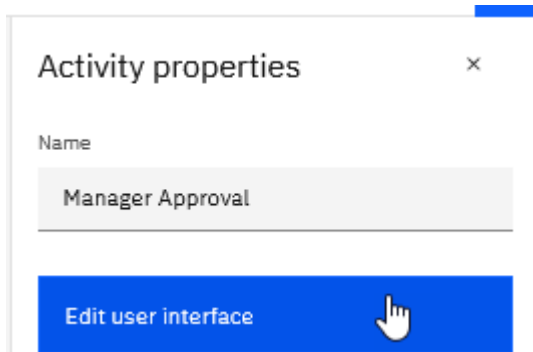 Activity properties
Name
Manager Approval
Edit user interface